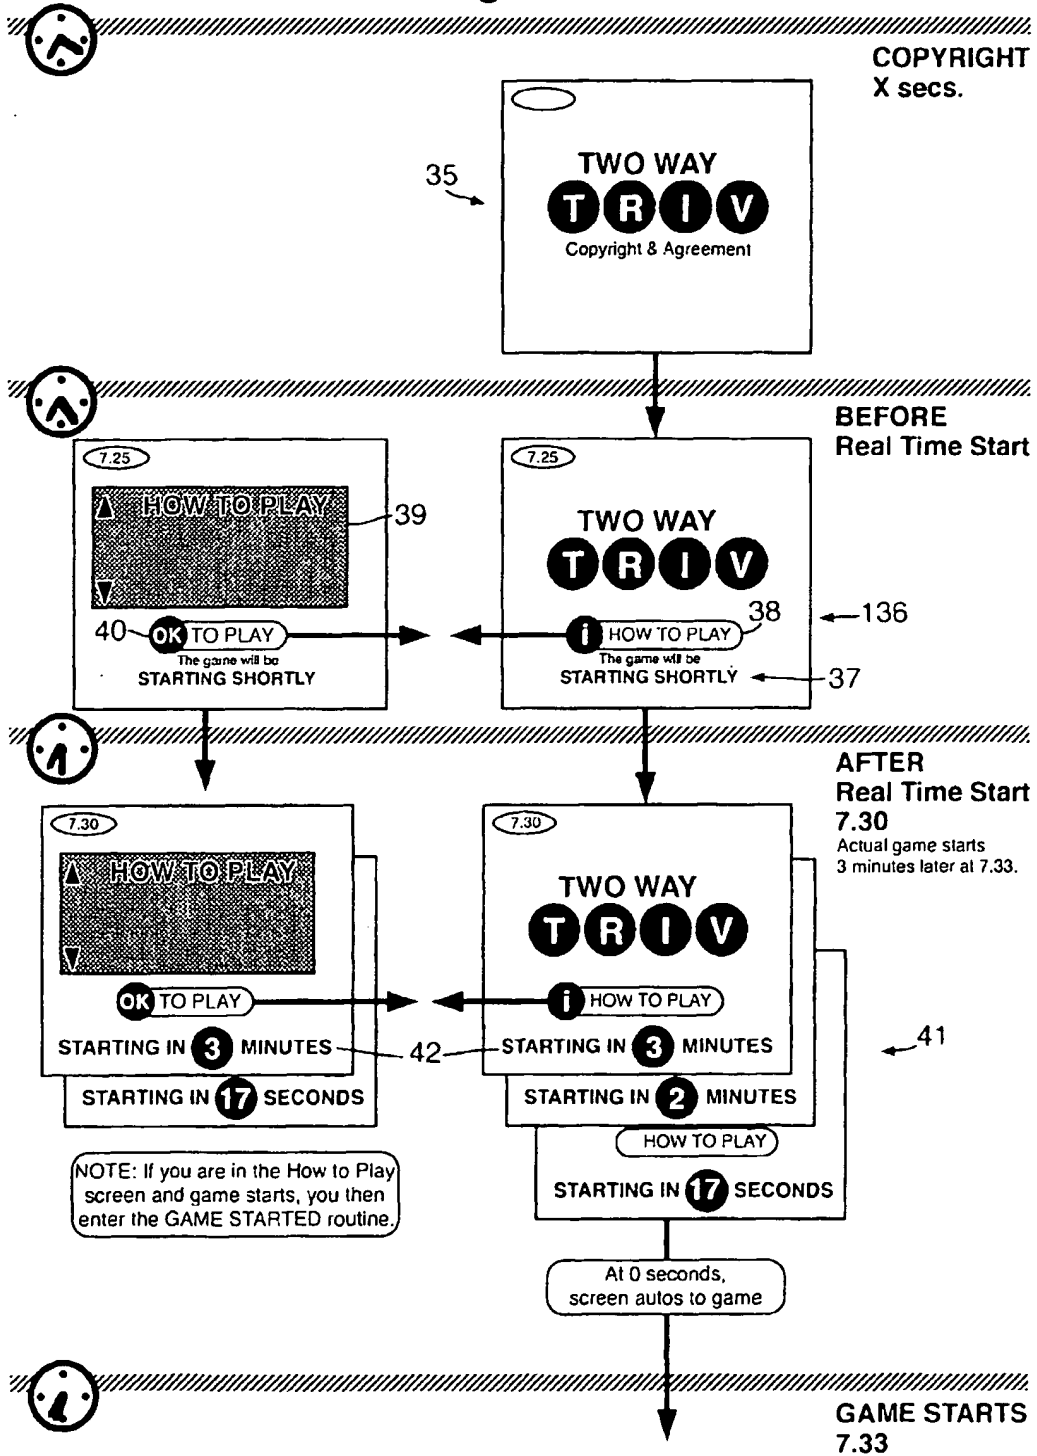 COPYRIGHT
X secs.
35
TWO WAY
TRIV
Copyright & Agreement
BEFORE
Real Time Start
7.25
HOW TO PLAY
39
40
OK TO PLAY
The game will be
STARTING SHORTLY
7.25
TWO WAY
TRIV
38
i HOW TO PLAY
136
The game will be
STARTING SHORTLY
37
AFTER
Real Time Start
7.30
Actual game starts
3 minutes later at 7.33.
7.30
HOW TO PLAY
OK TO PLAY
STARTING IN 3 MINUTES
42
STARTING IN 17 SECONDS
7.30
TWO WAY
TRIV
i HOW TO PLAY
41
STARTING IN 3 MINUTES
STARTING IN 2 MINUTES
HOW TO PLAY
STARTING IN 17 SECONDS
NOTE: If you are in the How to Play
screen and game starts, you then
enter the GAME STARTED routine.
At 0 seconds,
screen autos to game
GAME STARTS
7.33